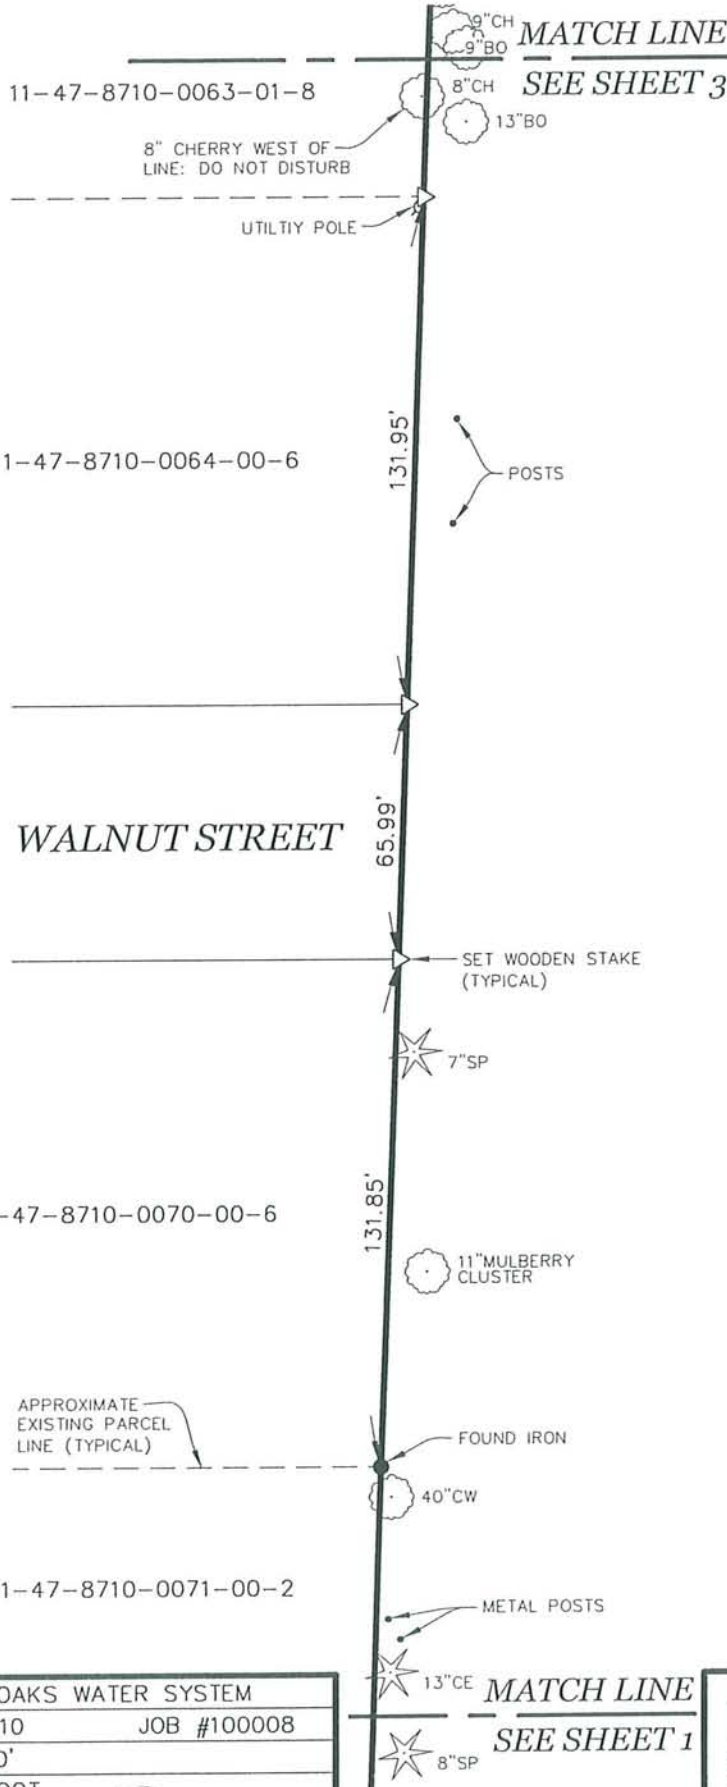 9"CH
MATCH LINE
9"BO
11-47-8710-0063-01-8
8"CH
SEE SHEET 3
13"BO
8" CHERRY WEST OF
LINE: DO NOT DISTURB
UTILTIY POLE
131.95'
1-47-8710-0064-00-6
POSTS
WALNUT STREET
65.99'
SET WOODEN STAKE
(TYPICAL)
7"SP
-47-8710-0070-00-6
131.85'
11"MULBERRY
CLUSTER
APPROXIMATE
EXISTING PARCEL
LINE (TYPICAL)
FOUND IRON
40"CW
1-47-8710-0071-00-2
METAL POSTS
13"CE
MATCH LINE
OAKS WATER SYSTEM
10 JOB #100008
SEE SHEET 1
0'
8"SP